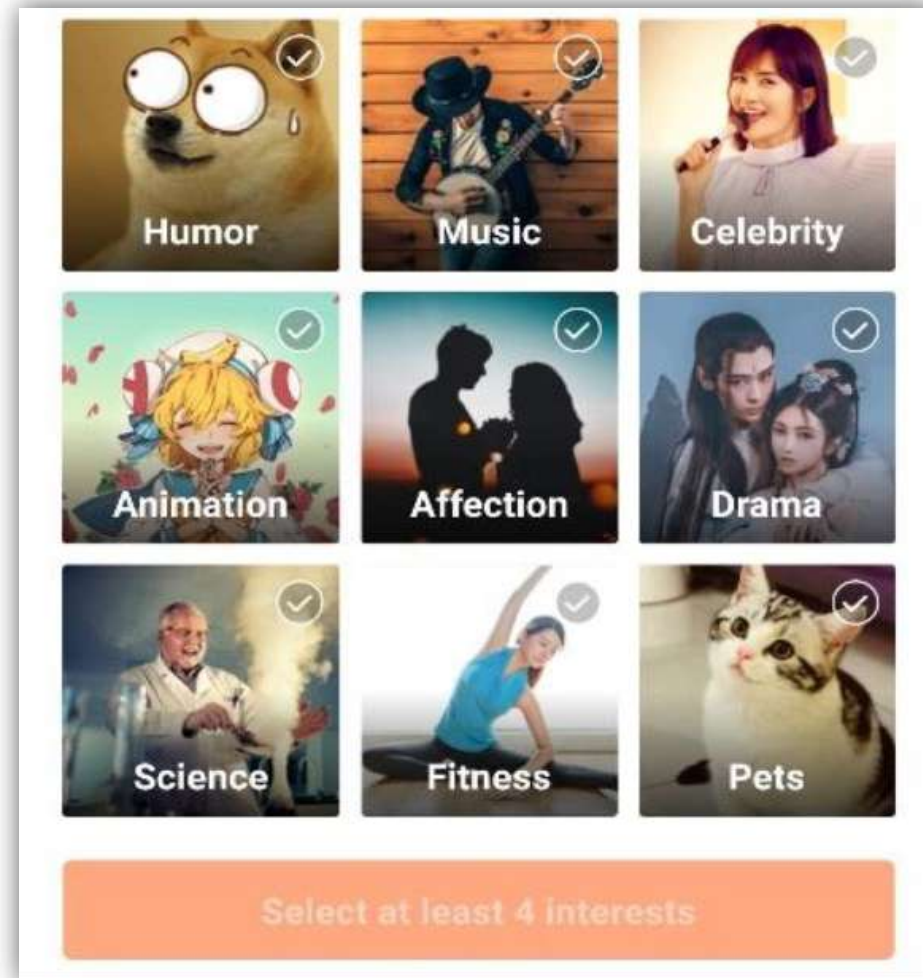 Humor
Music
Celebrity
Animation
Affection
Drama
Science
Fitness
Pets
Select at least 4 interests